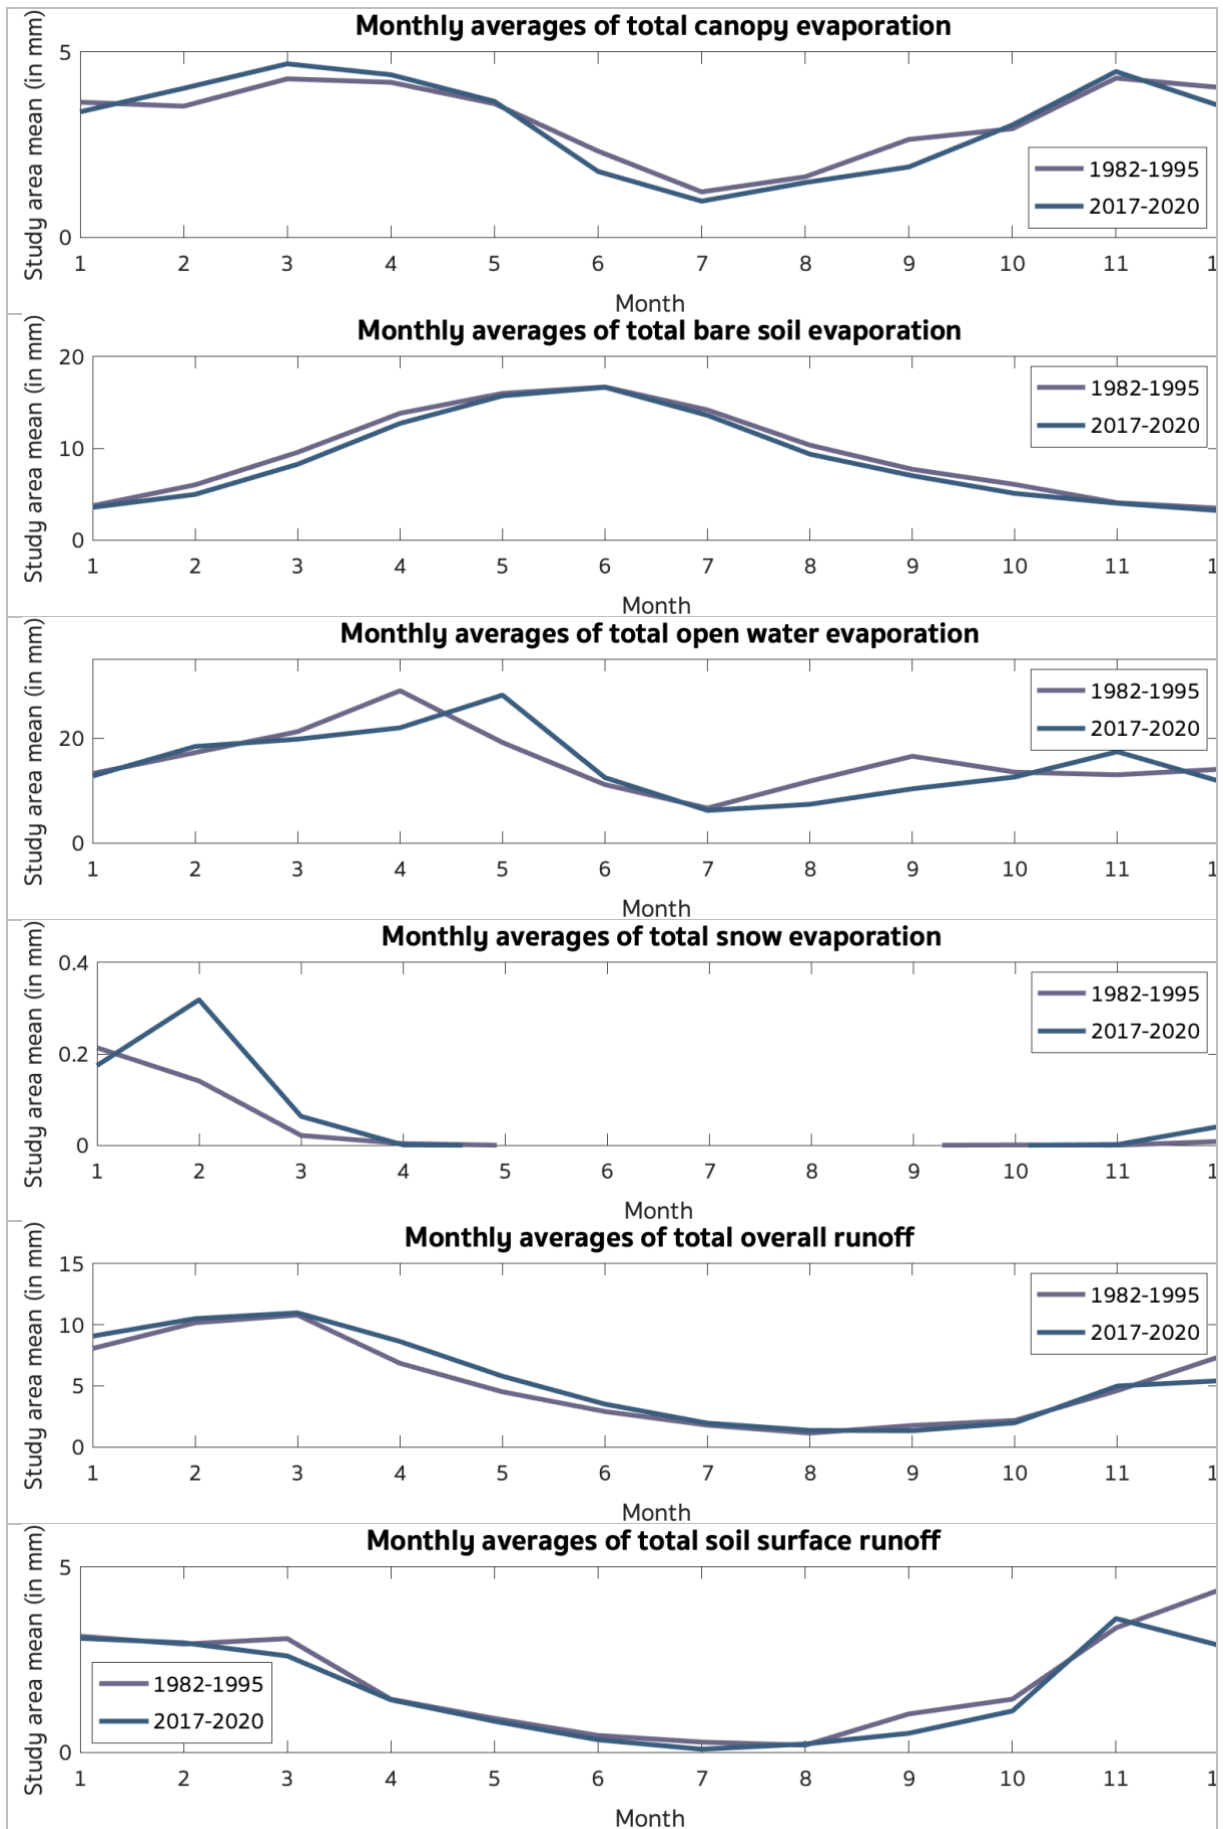 Monthly averages of total canopy evaporation
Study area mean (in mm)
5
0
1 2 3 4 5 6 7 8 9 10 11 1
Month
1982-1995
2017-2020
Monthly averages of total bare soil evaporation
Study area mean (in mm)
20
10
0
1 2 3 4 5 6 7 8 9 10 11 1
Month
1982-1995
2017-2020
Monthly averages of total open water evaporation
Study area mean (in mm)
20
0
1 2 3 4 5 6 7 8 9 10 11 1
Month
1982-1995
2017-2020
Monthly averages of total snow evaporation
Study area mean (in mm)
0.4
0.2
0
1 2 3 4 5 6 7 8 9 10 11 1
Month
1982-1995
2017-2020
Monthly averages of total overall runoff
Study area mean (in mm)
15
10
5
0
1 2 3 4 5 6 7 8 9 10 11 1
Month
1982-1995
2017-2020
Monthly averages of total soil surface runoff
Study area mean (in mm)
5
0
1 2 3 4 5 6 7 8 9 10 11 1
Month
1982-1995
2017-2020